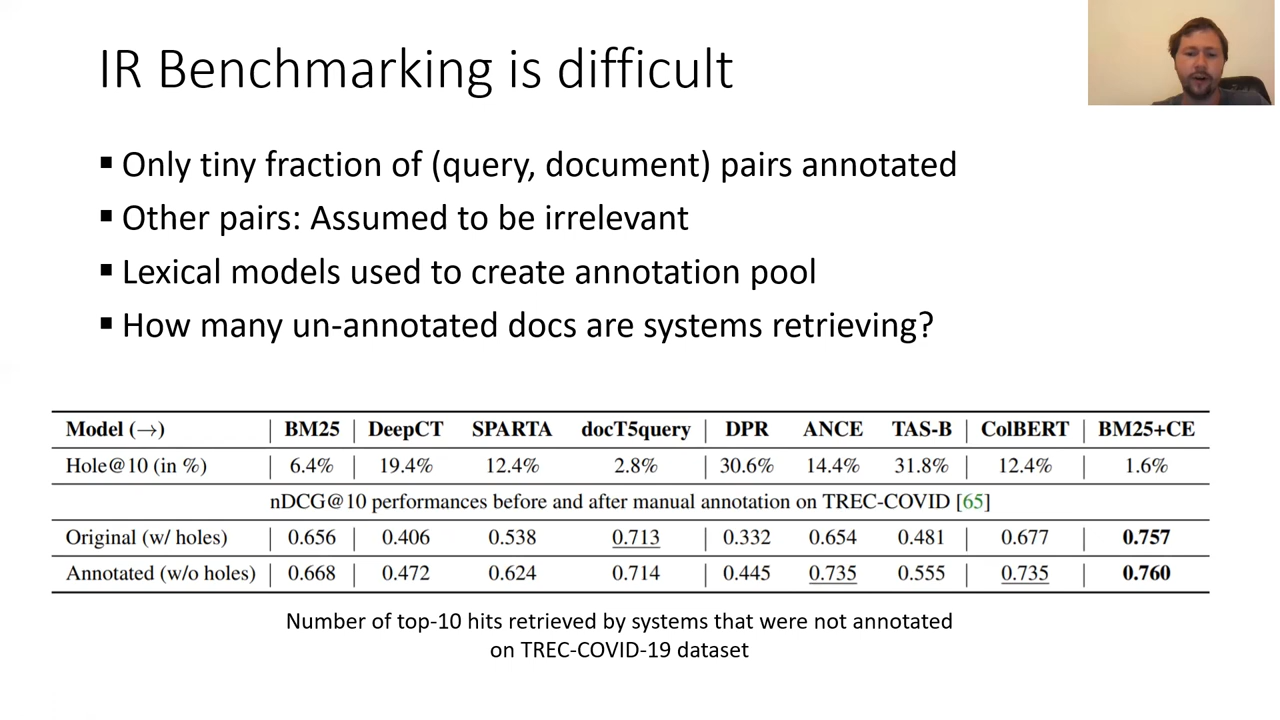 IR Benchmarking is difficult
▪ Only tiny fraction of (query, document) pairs annotated
▪ Other pairs: Assumed to be irrelevant
▪ Lexical models used to create annotation pool
▪ How many un-annotated docs are systems retrieving?
Model (→) | BM25 | DeepCT SPARTA docT5query | DPR ANCE TAS-B | ColBERT | BM25+CE
Hole@10 (in %) | 6.4% | 19.4% 12.4% 2.8% | 30.6% 14.4% 31.8% | 12.4% | 1.6%
nDCG@10 performances before and after manual annotation on TREC-COVID [65]
Original (w/ holes) | 0.656 | 0.406 0.538 0.713 | 0.332 0.654 0.481 | 0.677 | 0.757
Annotated (w/o holes) | 0.668 | 0.472 0.624 0.714 | 0.445 0.735 0.555 | 0.735 | 0.760
Number of top-10 hits retrieved by systems that were not annotated
on TREC-COVID-19 dataset